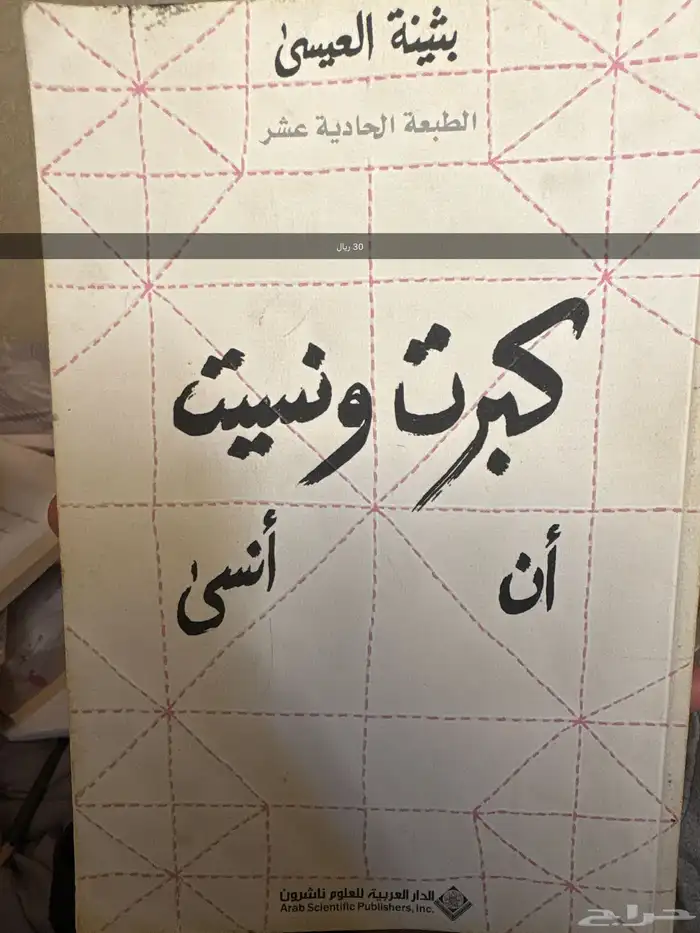 بثينة العيسى
الطبعة الحادية عشر
30 ريال
كبرت ونسيت
أن أنسى
الدار العربية للعلوم ناشرون
Arab Scientific Publishers, Inc.
حراج